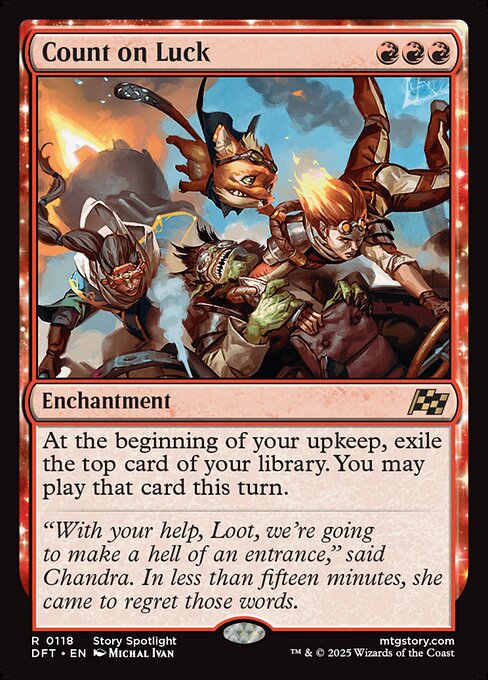 Count on Luck
Enchantment
At the beginning of your upkeep, exile
the top card of your library. You may
play that card this turn.
“With your help, Loot, we’re going
to make a hell of an entrance,” said
Chandra. In less than fifteen minutes, she
came to regret those words.
R 0118 Story Spotlight mtgstory.com
DFT • EN Michal Ivan ™ & © 2025 Wizards of the Coast